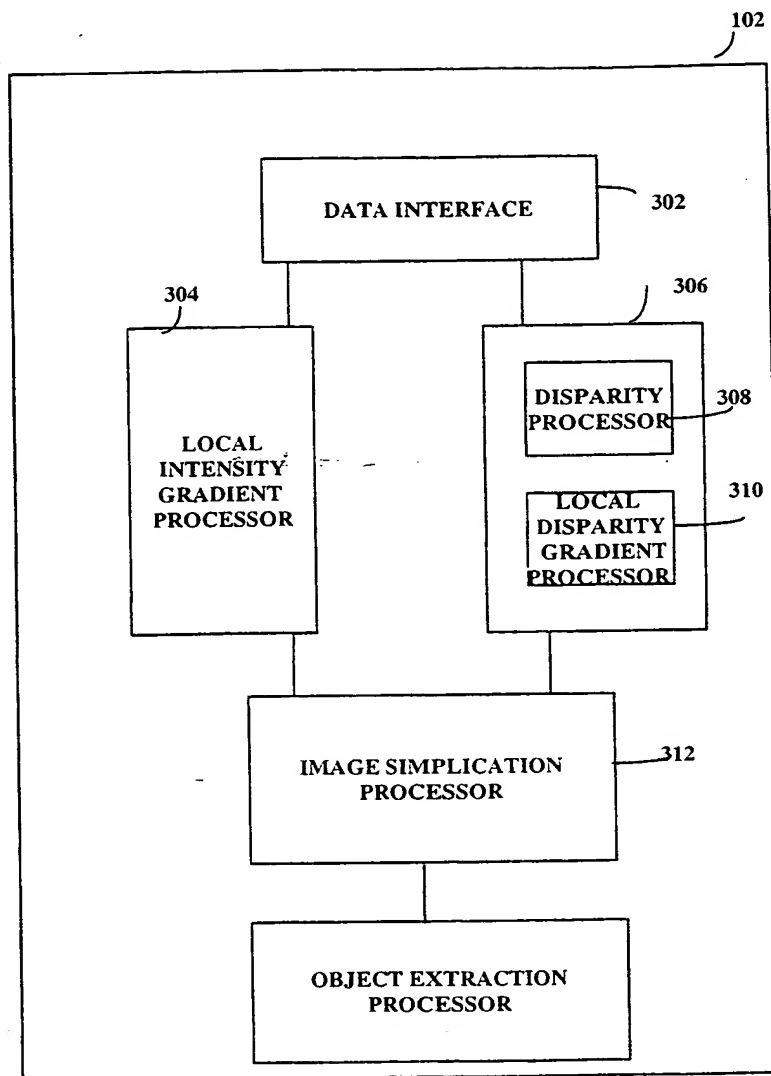 102
DATA INTERFACE
302
304
306
LOCAL
INTENSITY
GRADIENT
PROCESSOR
DISPARITY
PROCESSOR
308
LOCAL
DISPARITY
GRADIENT
PROCESSOR
310
IMAGE SIMPLICATION
PROCESSOR
312
OBJECT EXTRACTION
PROCESSOR